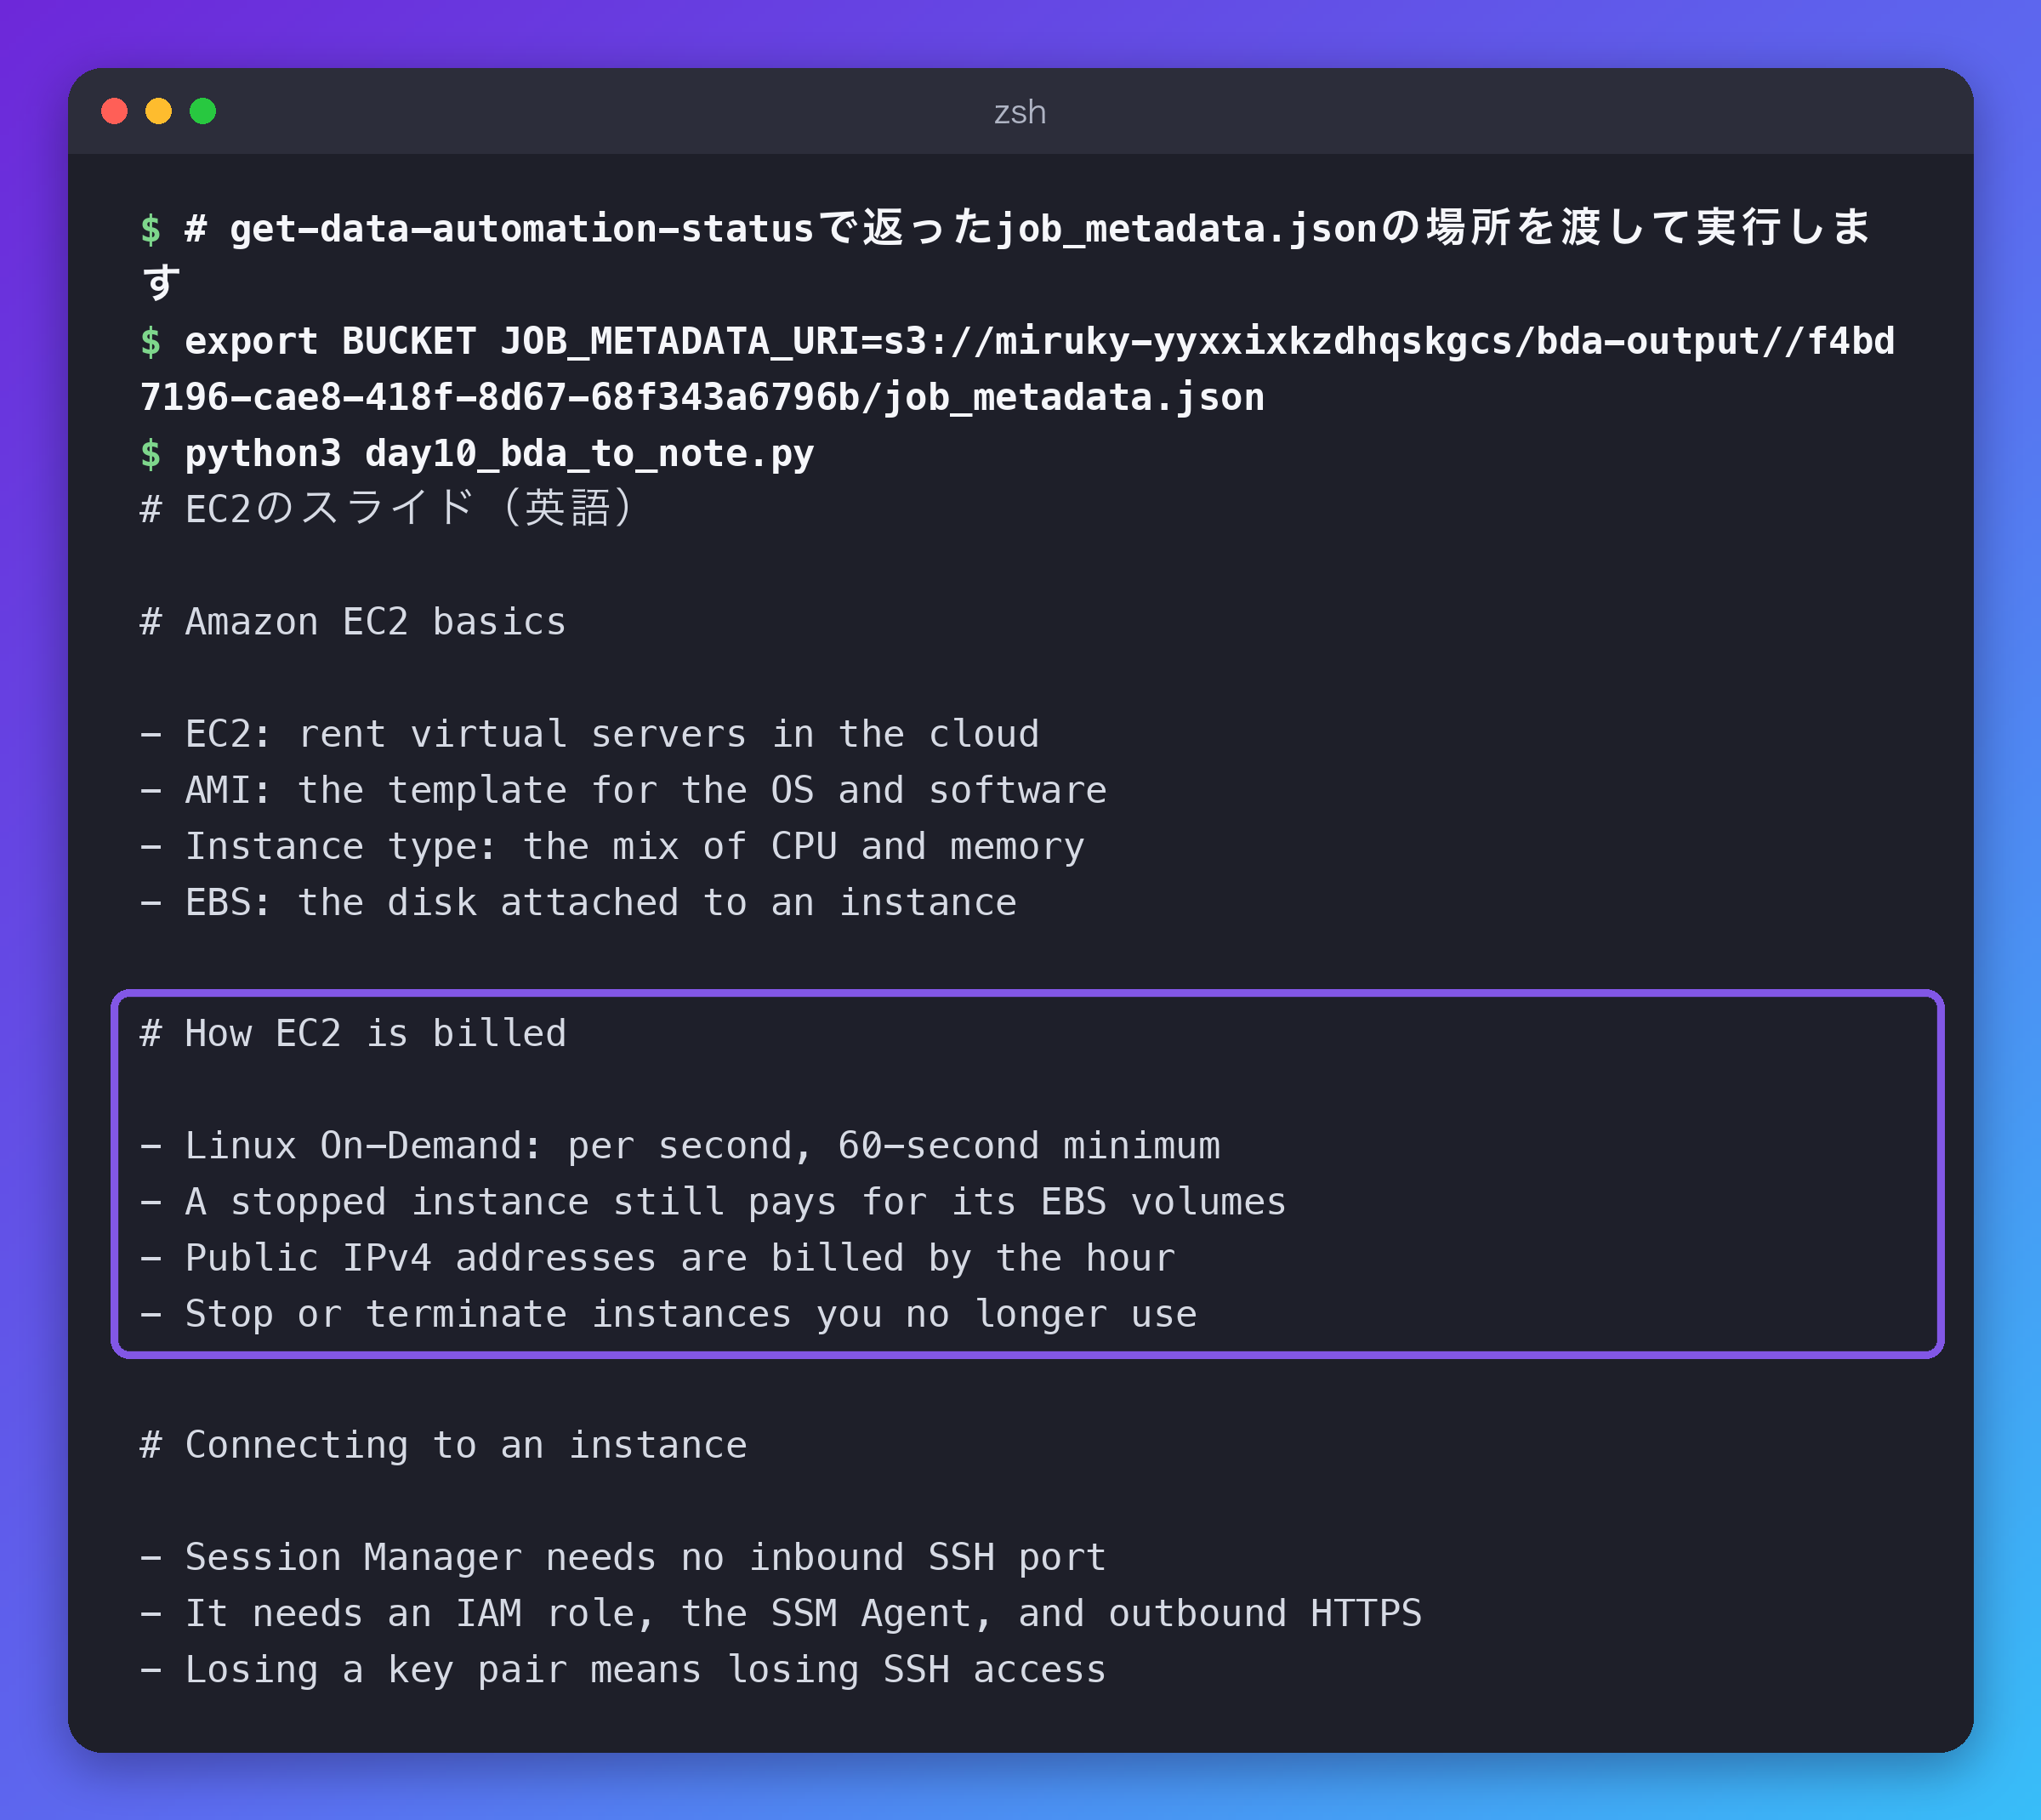 zsh
$ # get-data-automation-statusで返ったjob_metadata.jsonの場所を渡して実行しま
す
$ export BUCKET JOB_METADATA_URI=s3://miruky-yyxxixkzdhqskgcs/bda-output//f4bd
7196-cae8-418f-8d67-68f343a6796b/job_metadata.json
$ python3 day10_bda_to_note.py
# EC2のスライド（英語）
# Amazon EC2 basics
- EC2: rent virtual servers in the cloud
- AMI: the template for the OS and software
- Instance type: the mix of CPU and memory
- EBS: the disk attached to an instance
# How EC2 is billed
- Linux On-Demand: per second, 60-second minimum
- A stopped instance still pays for its EBS volumes
- Public IPv4 addresses are billed by the hour
- Stop or terminate instances you no longer use
# Connecting to an instance
- Session Manager needs no inbound SSH port
- It needs an IAM role, the SSM Agent, and outbound HTTPS
- Losing a key pair means losing SSH access